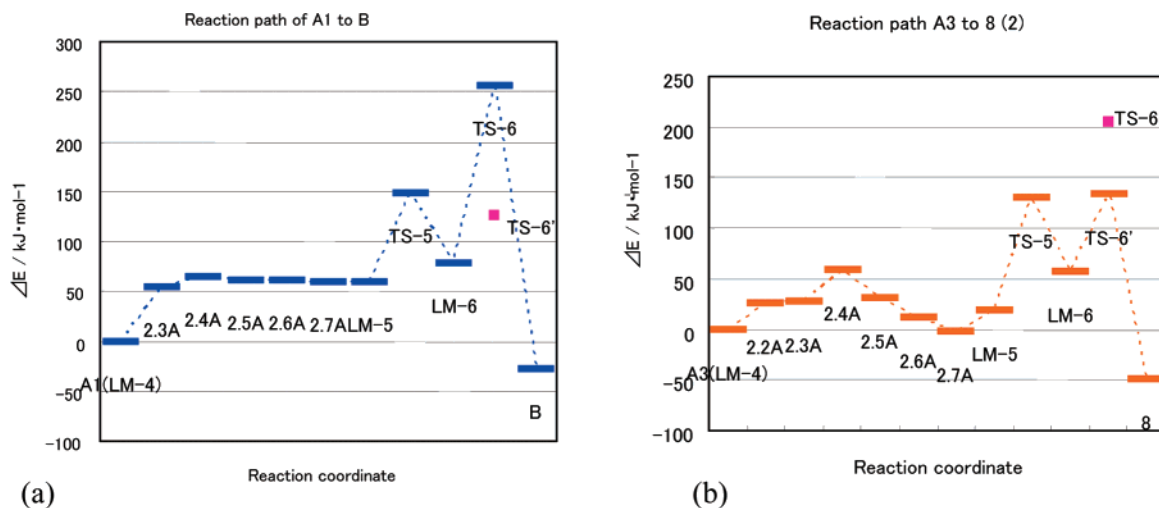 Reaction path of A1 to B
300
250
200
150
100
50
0
-50
-100
⊿E / kJ・mol-1
TS-6
TS-6'
TS-5
LM-6
2.3A
2.4A
2.5A
2.6A
2.7A
LM-5
A1(LM-4)
B
Reaction coordinate
(a)
Reaction path A3 to 8 (2)
250
200
150
100
50
0
-50
-100
⊿E / kJ・mol-1
TS-6
TS-5
TS-6'
LM-6
LM-5
2.2A
2.3A
2.4A
2.5A
2.6A
2.7A
A3(LM-4)
8
Reaction coordinate
(b)